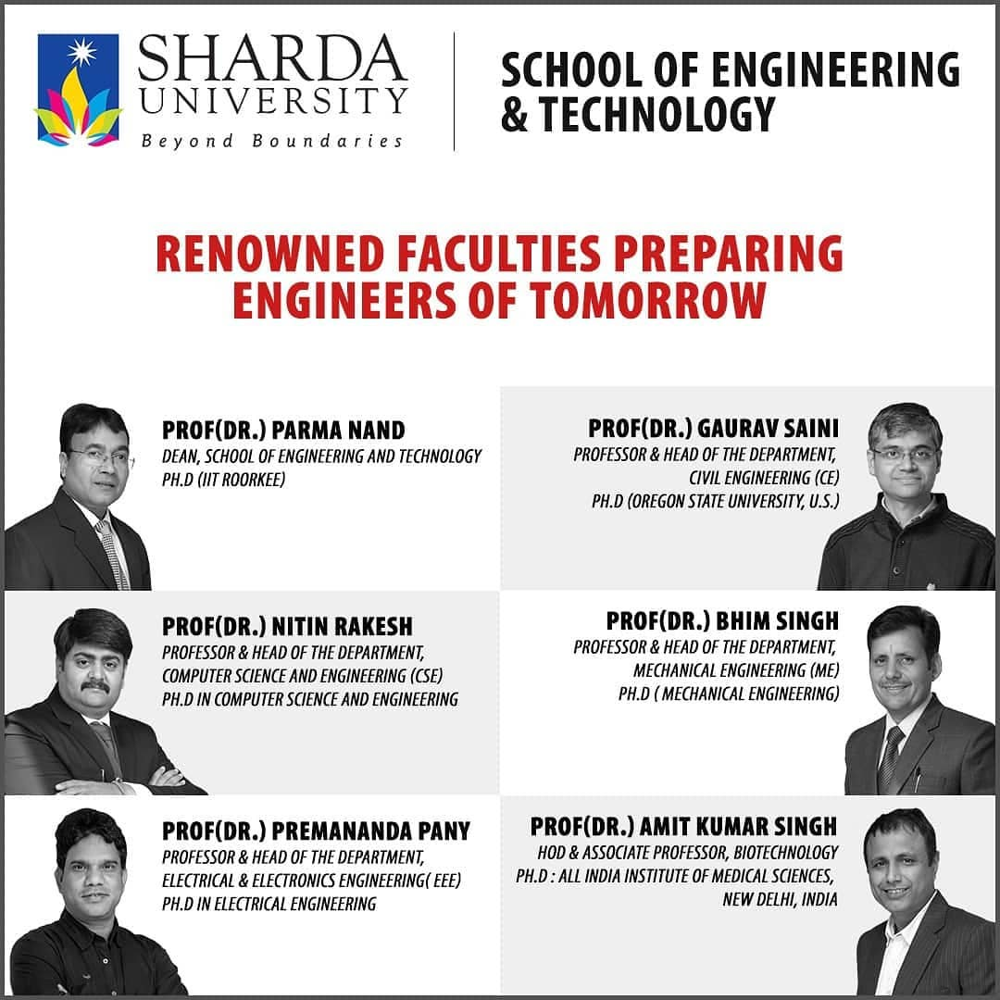 SHARDA
UNIVERSITY
Beyond Boundaries
SCHOOL OF ENGINEERING
& TECHNOLOGY
RENOWNED FACULTIES PREPARING
ENGINEERS OF TOMORROW
PROF(DR.) PARMA NAND
DEAN, SCHOOL OF ENGINEERING AND TECHNOLOGY
PH.D (IIT ROORKEE)
PROF(DR.) GAURAV SAINI
PROFESSOR & HEAD OF THE DEPARTMENT,
CIVIL ENGINEERING (CE)
PH.D (OREGON STATE UNIVERSITY, U.S.)
PROF(DR.) NITIN RAKESH
PROFESSOR & HEAD OF THE DEPARTMENT,
COMPUTER SCIENCE AND ENGINEERING (CSE)
PH.D IN COMPUTER SCIENCE AND ENGINEERING
PROF(DR.) BHIM SINGH
PROFESSOR & HEAD OF THE DEPARTMENT,
MECHANICAL ENGINEERING (ME)
PH.D ( MECHANICAL ENGINEERING)
PROF(DR.) PREMANANDA PANY
PROFESSOR & HEAD OF THE DEPARTMENT,
ELECTRICAL & ELECTRONICS ENGINEERING( EEE)
PH.D IN ELECTRICAL ENGINEERING
PROF(DR.) AMIT KUMAR SINGH
HOD & ASSOCIATE PROFESSOR, BIOTECHNOLOGY
PH.D : ALL INDIA INSTITUTE OF MEDICAL SCIENCES,
NEW DELHI, INDIA